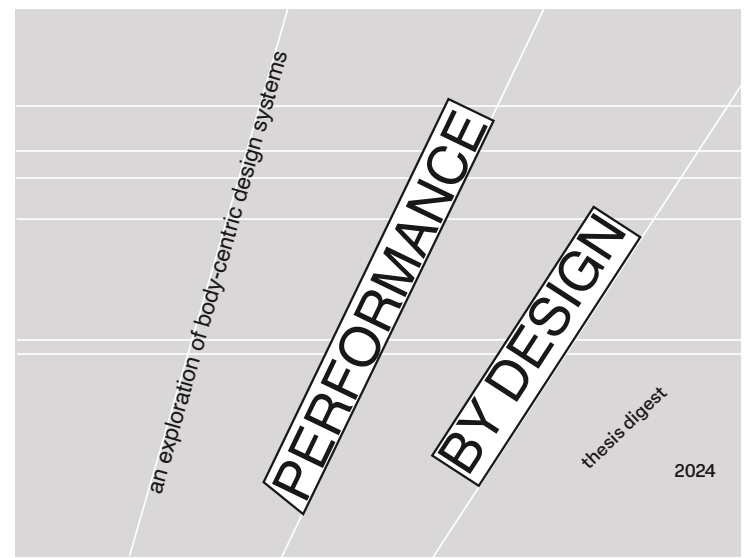 an exploration of body-centric design systems
PERFORMANCE
BY DESIGN
thesis digest
2024